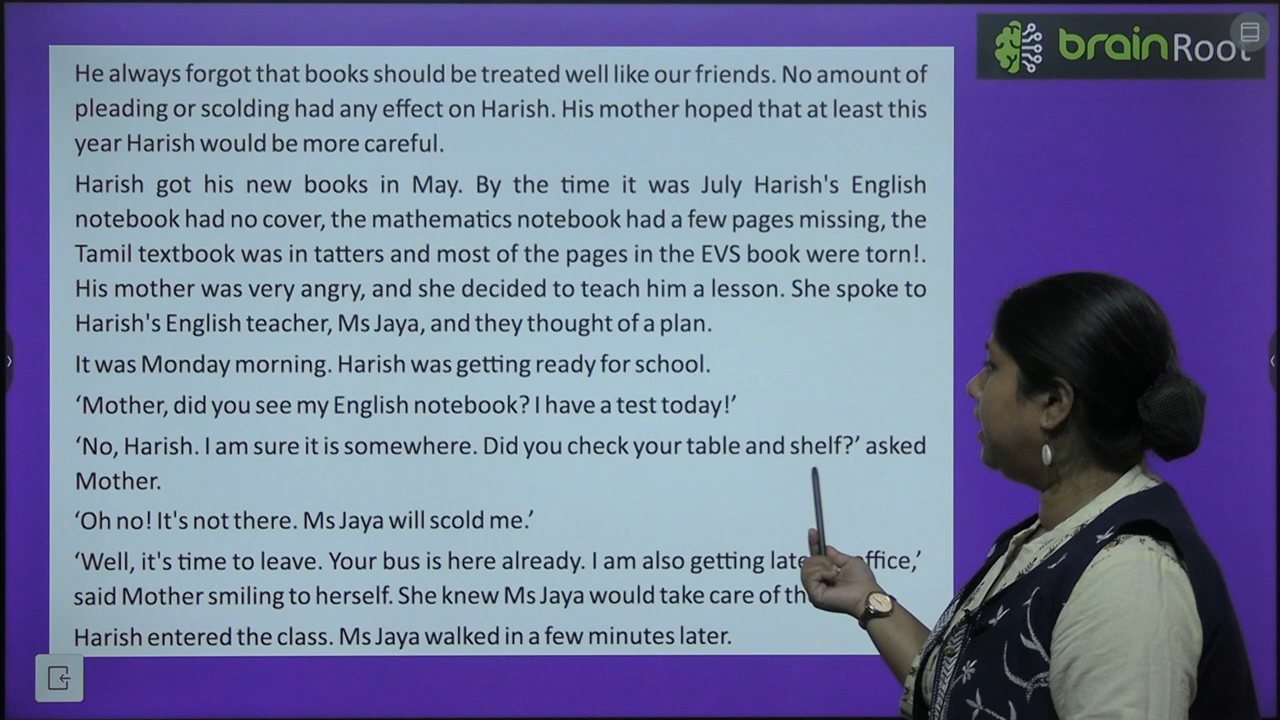 brainRoot
He always forgot that books should be treated well like our friends. No amount of
pleading or scolding had any effect on Harish. His mother hoped that at least this
year Harish would be more careful.
Harish got his new books in May. By the time it was July Harish's English
notebook had no cover, the mathematics notebook had a few pages missing, the
Tamil textbook was in tatters and most of the pages in the EVS book were torn!.
His mother was very angry, and she decided to teach him a lesson. She spoke to
Harish's English teacher, Ms Jaya, and they thought of a plan.
It was Monday morning. Harish was getting ready for school.
‘Mother, did you see my English notebook? I have a test today!’
‘No, Harish. I am sure it is somewhere. Did you check your table and shelf?’ asked
Mother.
‘Oh no! It's not there. Ms Jaya will scold me.’
‘Well, it's time to leave. Your bus is here already. I am also getting late
said Mother smiling to herself. She knew Ms Jaya would take care of
Harish entered the class. Ms Jaya walked in a few minutes later.